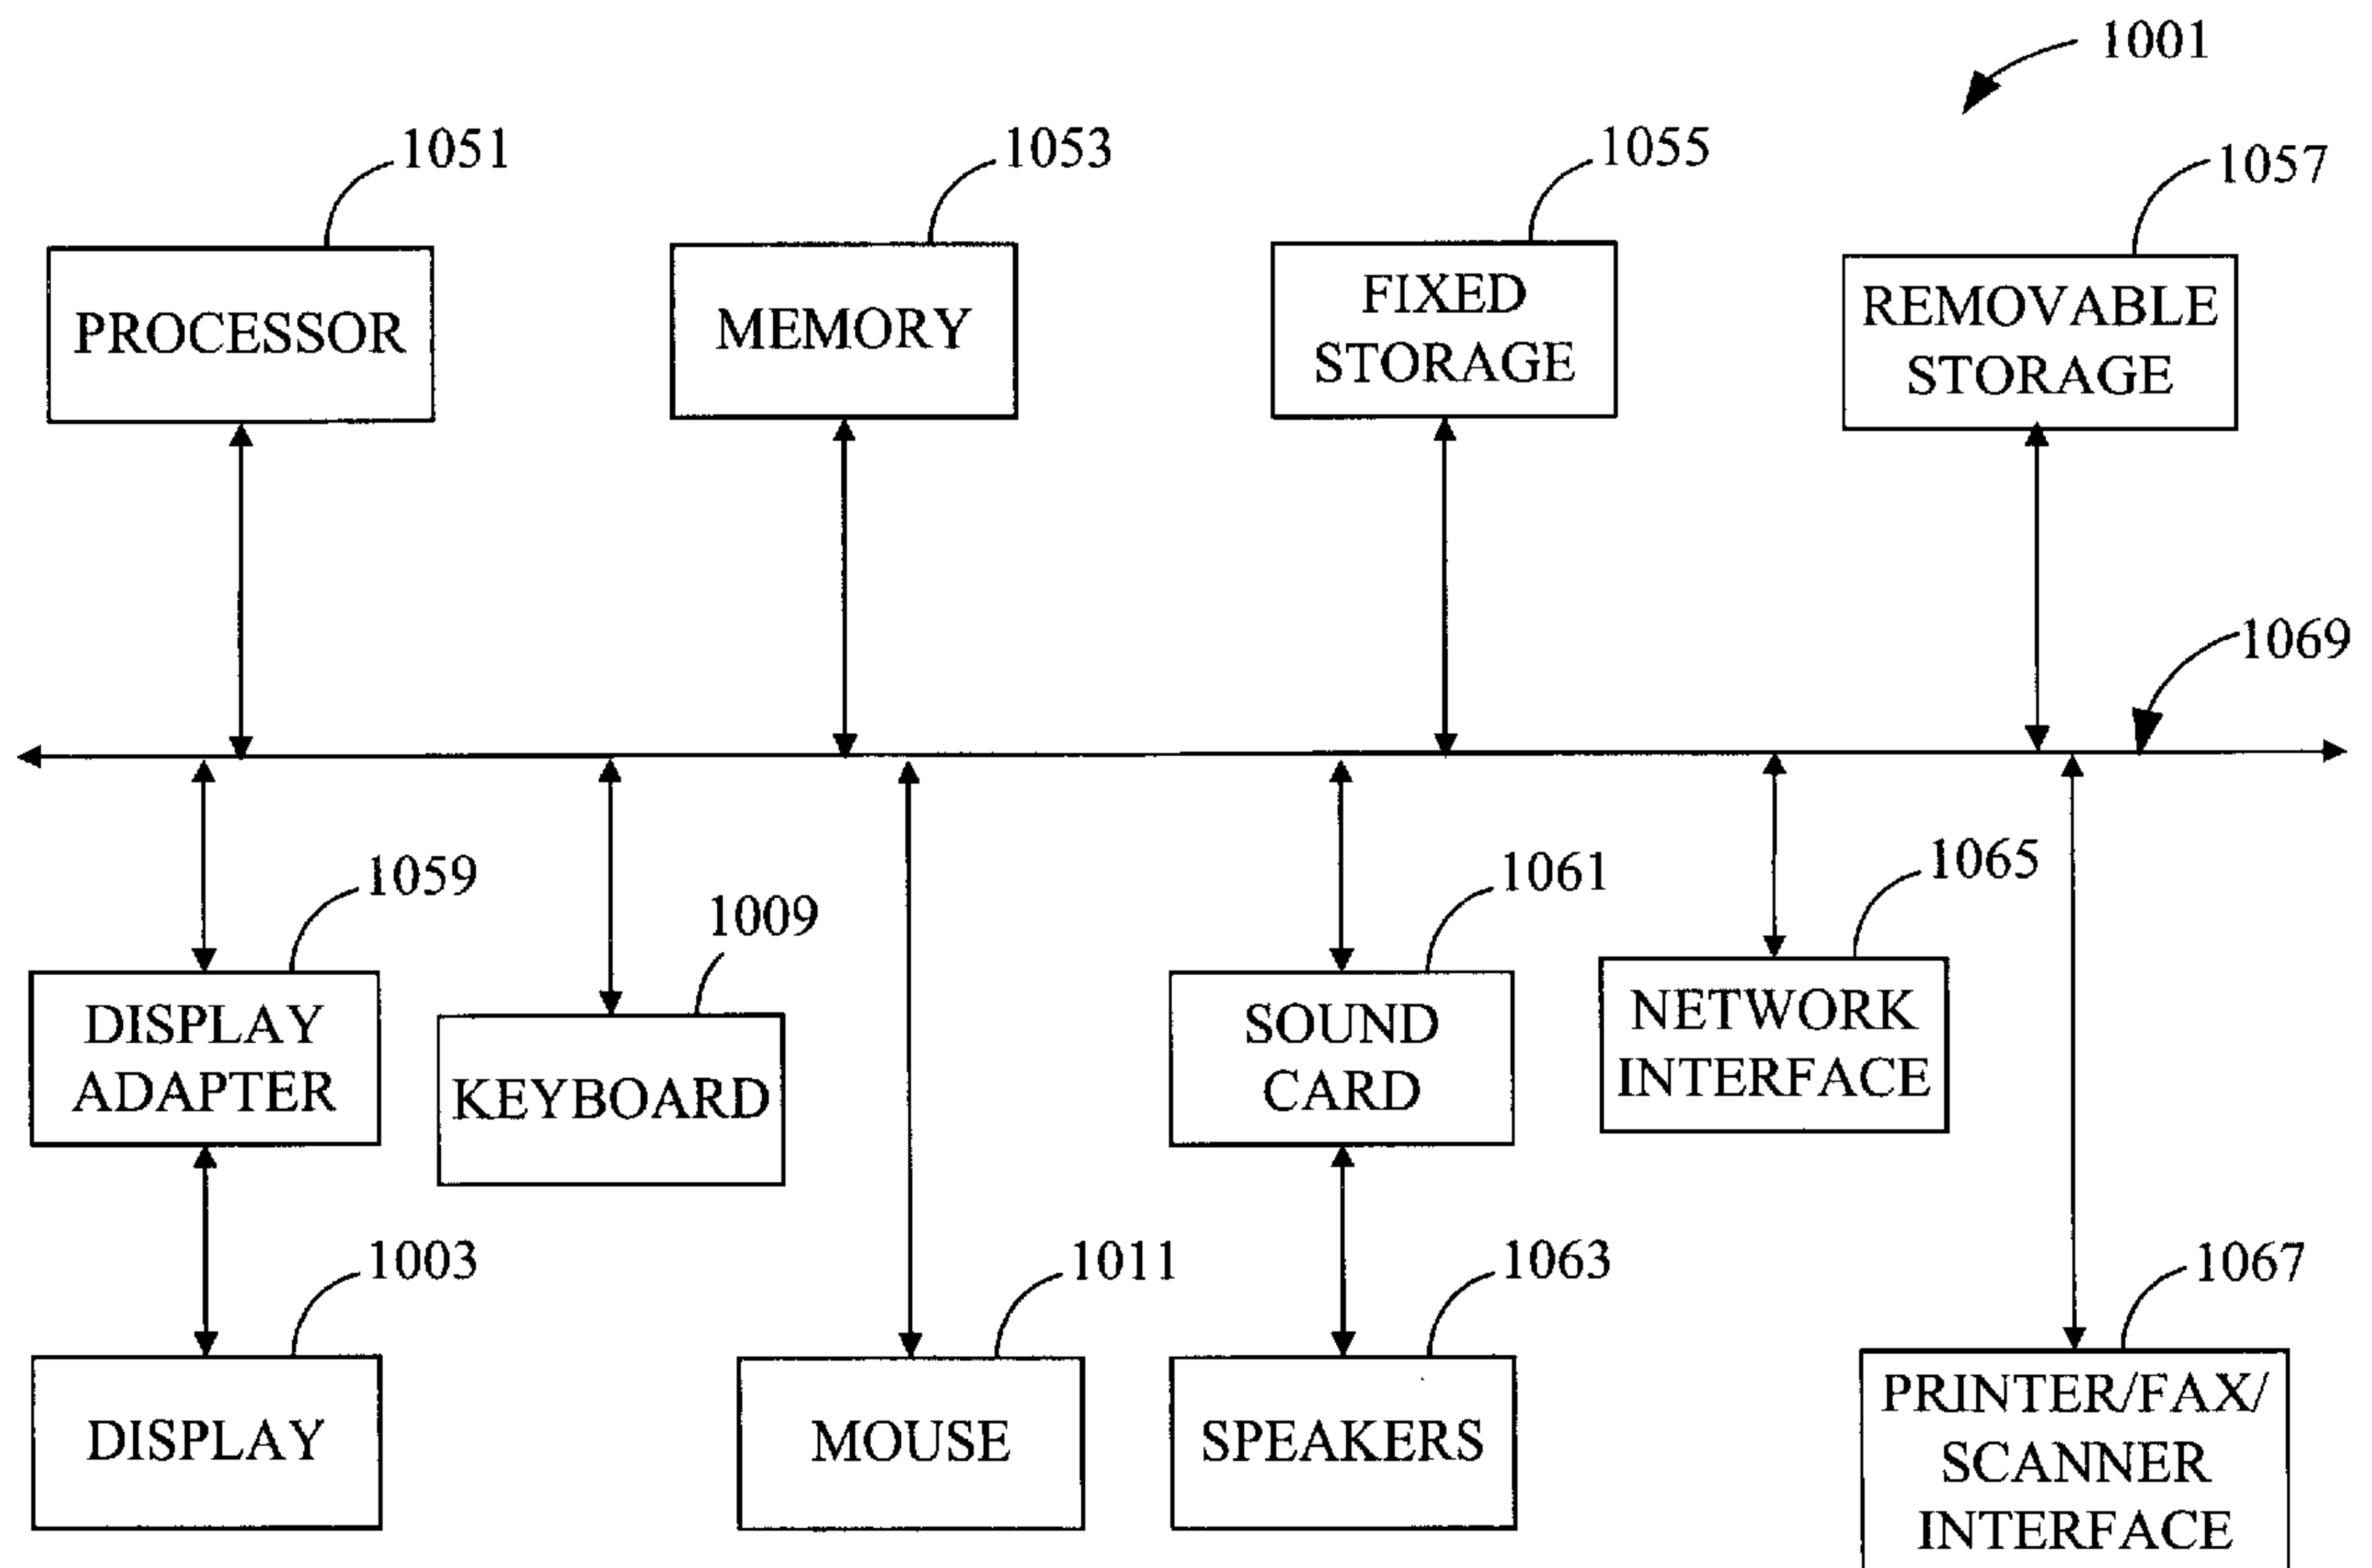 1001
1051
1053
1055
1057
PROCESSOR
MEMORY
FIXED
STORAGE
REMOVABLE
STORAGE
1069
1059
1009
1061
1065
DISPLAY
ADAPTER
KEYBOARD
SOUND
CARD
NETWORK
INTERFACE
1003
1011
1063
1067
DISPLAY
MOUSE
SPEAKERS
PRINTER/FAX/
SCANNER
INTERFACE